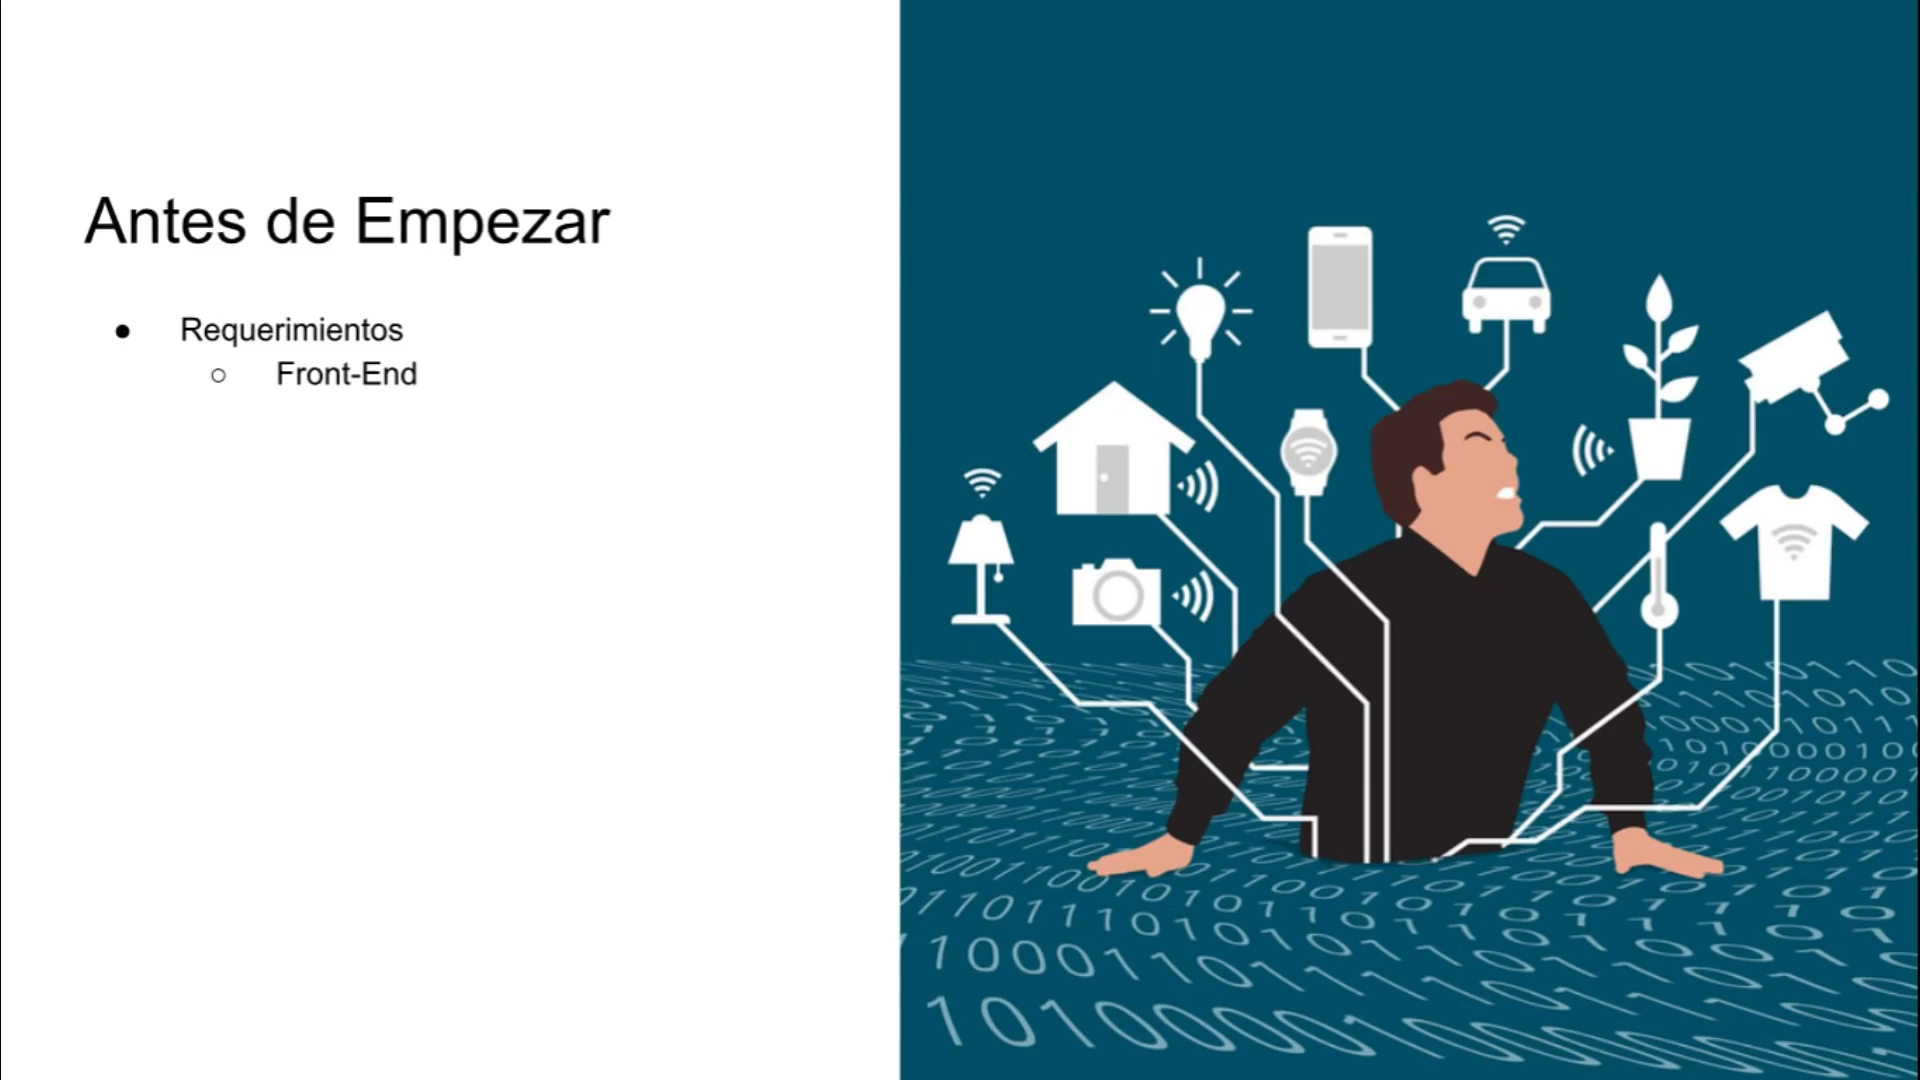 Antes de Empezar
● Requerimientos
○ Front-End